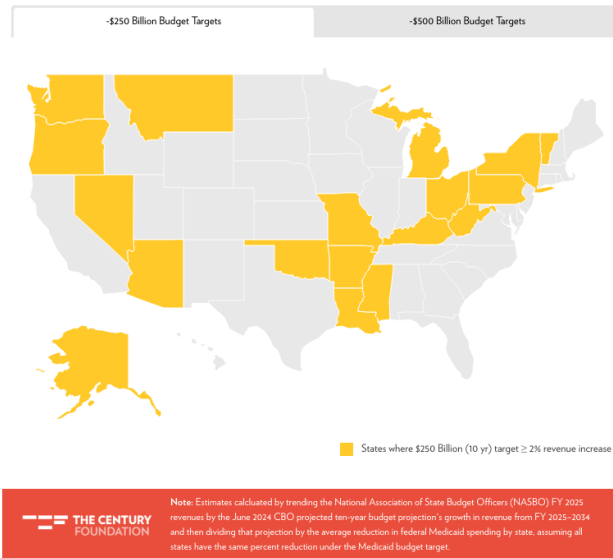 -$250 Billion Budget Targets
-$500 Billion Budget Targets
States where $250 Billion (10 yr) target ≥ 2% revenue increase
THE CENTURY
FOUNDATION
Note: Estimates calcluated by trending the National Association of State Budget Officers (NASBO) FY 2025
revenues by the June 2024 CBO projected ten-year budget projection's growth in revenue from FY 2025–2034
and then dividing that projection by the average reduction in federal Medicaid spending by state, assuming all
states have the same percent reduction under the Medicaid budget target.